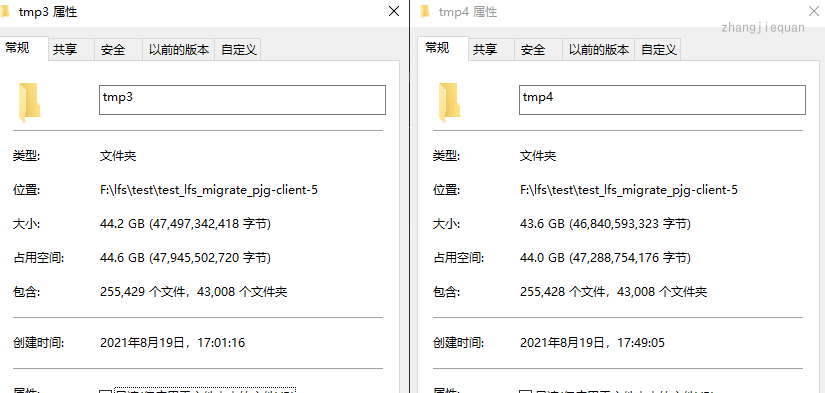 tmp3 属性
常规 共享 安全 以前的版本 自定义
tmp3
类型: 文件夹
位置: F:\lfs\test\test_lfs_migrate_pjg-client-5
大小: 44.2 GB (47,497,342,418 字节)
占用空间: 44.6 GB (47,945,502,720 字节)
包含: 255,429 个文件，43,008 个文件夹
创建时间: 2021年8月19日，17:01:16
tmp4 属性
zhangjiequan
常规 共享 安全 以前的版本 自定义
tmp4
类型: 文件夹
位置: F:\lfs\test\test_lfs_migrate_pjg-client-5
大小: 43.6 GB (46,840,593,323 字节)
占用空间: 44.0 GB (47,288,754,176 字节)
包含: 255,428 个文件，43,008 个文件夹
创建时间: 2021年8月19日，17:49:05